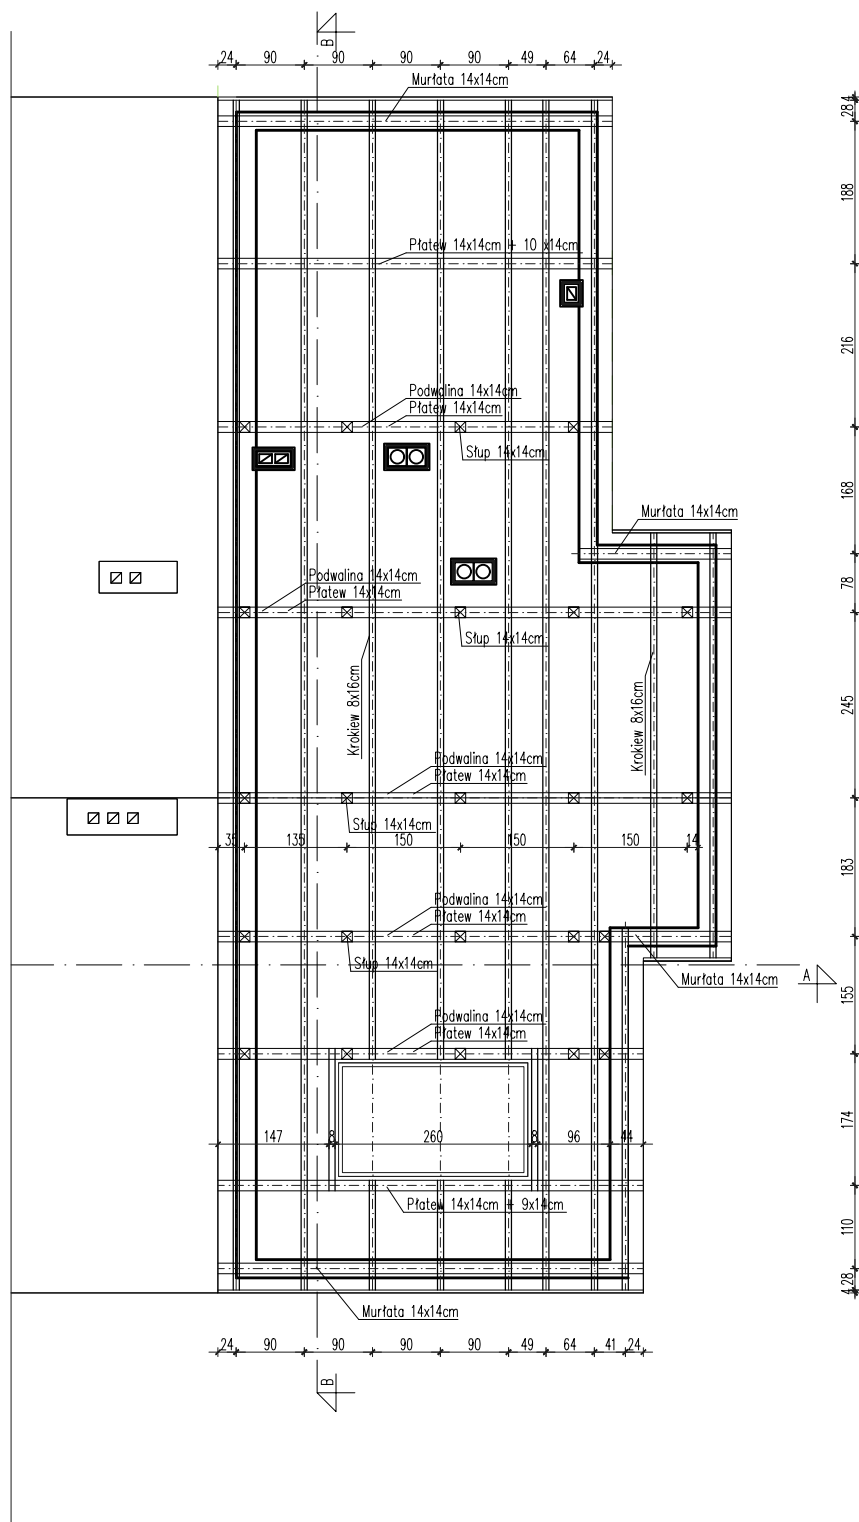 B
24 90 90 90 90 49 64 24
Murłata 14x14cm
28 4
188
Płatew 14x14cm + 10 x14cm
216
Podwalina 14x14cm
Płatew 14x14cm
Słup 14x14cm
168
Murłata 14x14cm
Podwalina 14x14cm
Płatew 14x14cm
78
Słup 14x14cm
Krokiew 8x16cm
Krokiew 8x16cm
245
Podwalina 14x14cm
Płatew 14x14cm
Słup 14x14cm
35 135 150 150 150 14
183
Podwalina 14x14cm
Płatew 14x14cm
Słup 14x14cm
Murłata 14x14cm
A
155
Podwalina 14x14cm
Płatew 14x14cm
174
147 8 260 8 96 44
Płatew 14x14cm + 9x14cm
110
4 28
Murłata 14x14cm
24 90 90 90 90 49 64 41 24
B